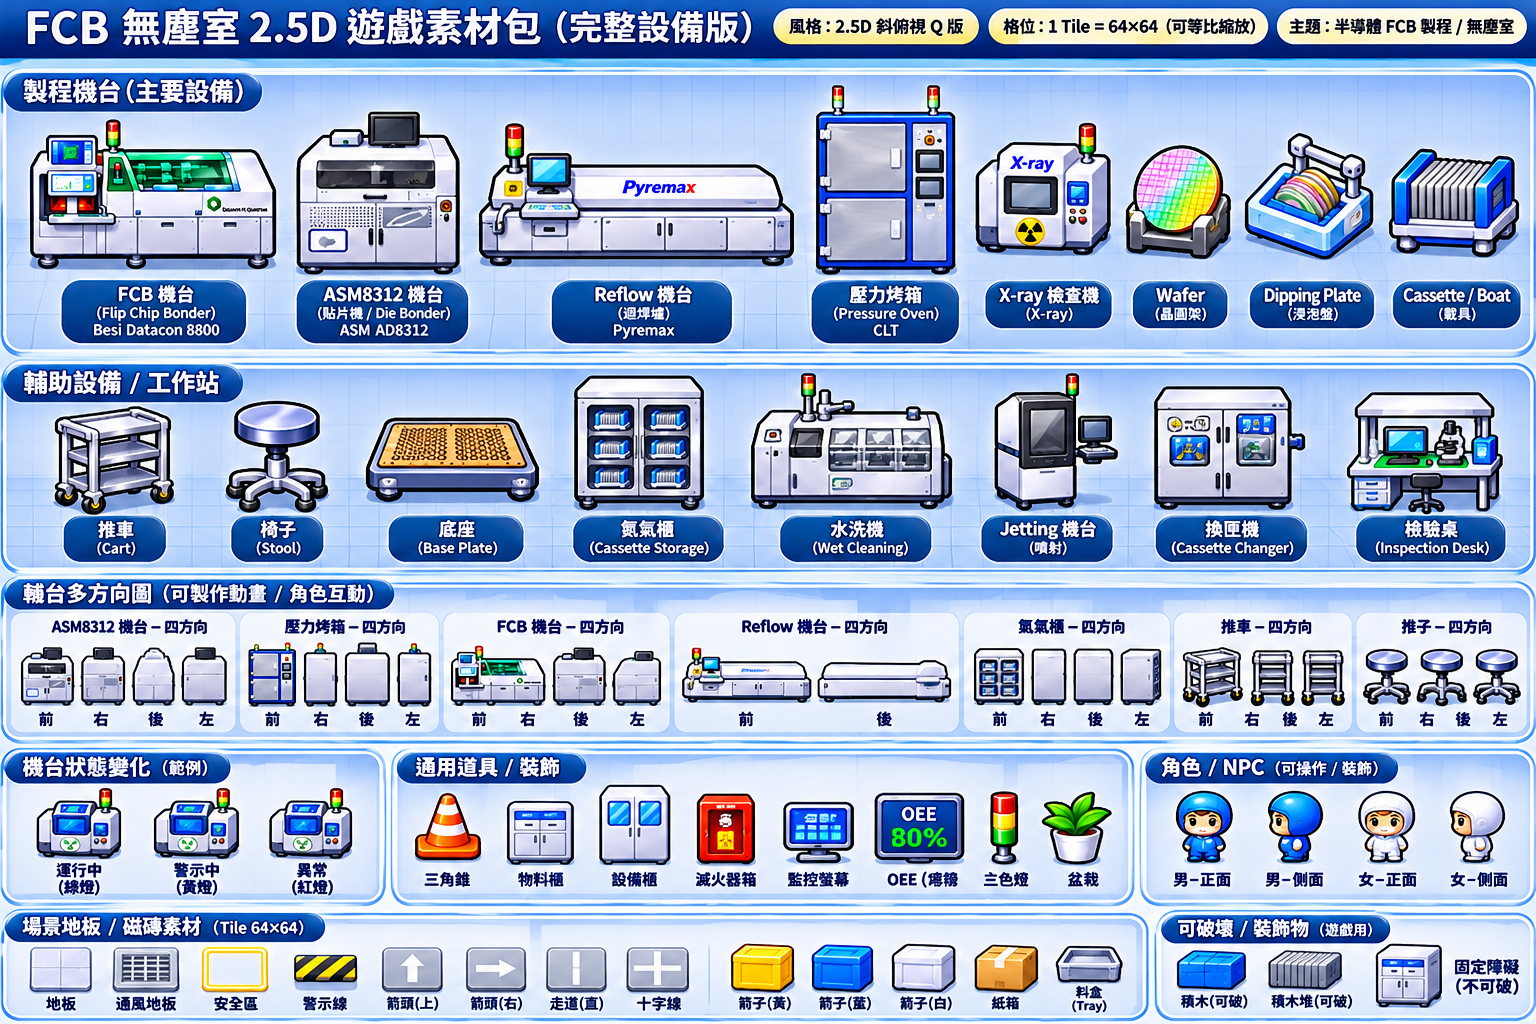 FCB 無塵室 2.5D 遊戲素材包（完整設備版）
風格：2.5D 斜俯視 Q 版
格位：1 Tile = 64×64（可等比縮放）
主題：半導體 FCB 製程 / 無塵室
製程機台（主要設備）
Pyremax
X-ray
FCB 機台
(Flip Chip Bonder)
Besi Datacon 8800
ASM8312 機台
(貼片機 / Die Bonder)
ASM AD8312
Reflow 機台
(迴焊爐)
Pyremax
壓力烤箱
(Pressure Oven)
CLT
X-ray 檢查機
(X-ray)
Wafer
(晶圓架)
Dipping Plate
(浸泡盤)
Cassette / Boat
(載具)
輔助設備 / 工作站
推車
(Cart)
椅子
(Stool)
底座
(Base Plate)
氮氣櫃
(Cassette Storage)
水洗機
(Wet Cleaning)
Jetting 機台
(噴射)
換匣機
(Cassette Changer)
檢驗桌
(Inspection Desk)
輔台多方向圖（可製作動畫 / 角色互動）
ASM8312 機台 – 四方向
前
右
後
左
壓力烤箱 – 四方向
前
右
後
左
FCB 機台 – 四方向
前
右
後
左
Reflow 機台 – 四方向
前
後
氮氣櫃 – 四方向
前
右
後
左
推車 – 四方向
前
右
後
左
推子 – 四方向
前
右
後
左
機台狀態變化（範例）
運行中
(綠燈)
警示中
(黃燈)
異常
(紅燈)
通用道具 / 裝飾
OEE
80%
三角錐
物料櫃
設備櫃
滅火器箱
監控螢幕
OEE
主色燈
盆栽
角色 / NPC（可操作 / 裝飾）
男–正面
男–側面
女–正面
女–側面
場景地板 / 磁磚素材（Tile 64×64）
地板
通風地板
安全區
警示線
箭頭(上)
箭頭(右)
走道(直)
十字線
箭子(黃)
箭子(藍)
箭子(白)
紙箱
料盒
(Tray)
可破壞 / 裝飾物（遊戲用）
積木(可破)
積木堆(可破)
固定障礙
(不可破)